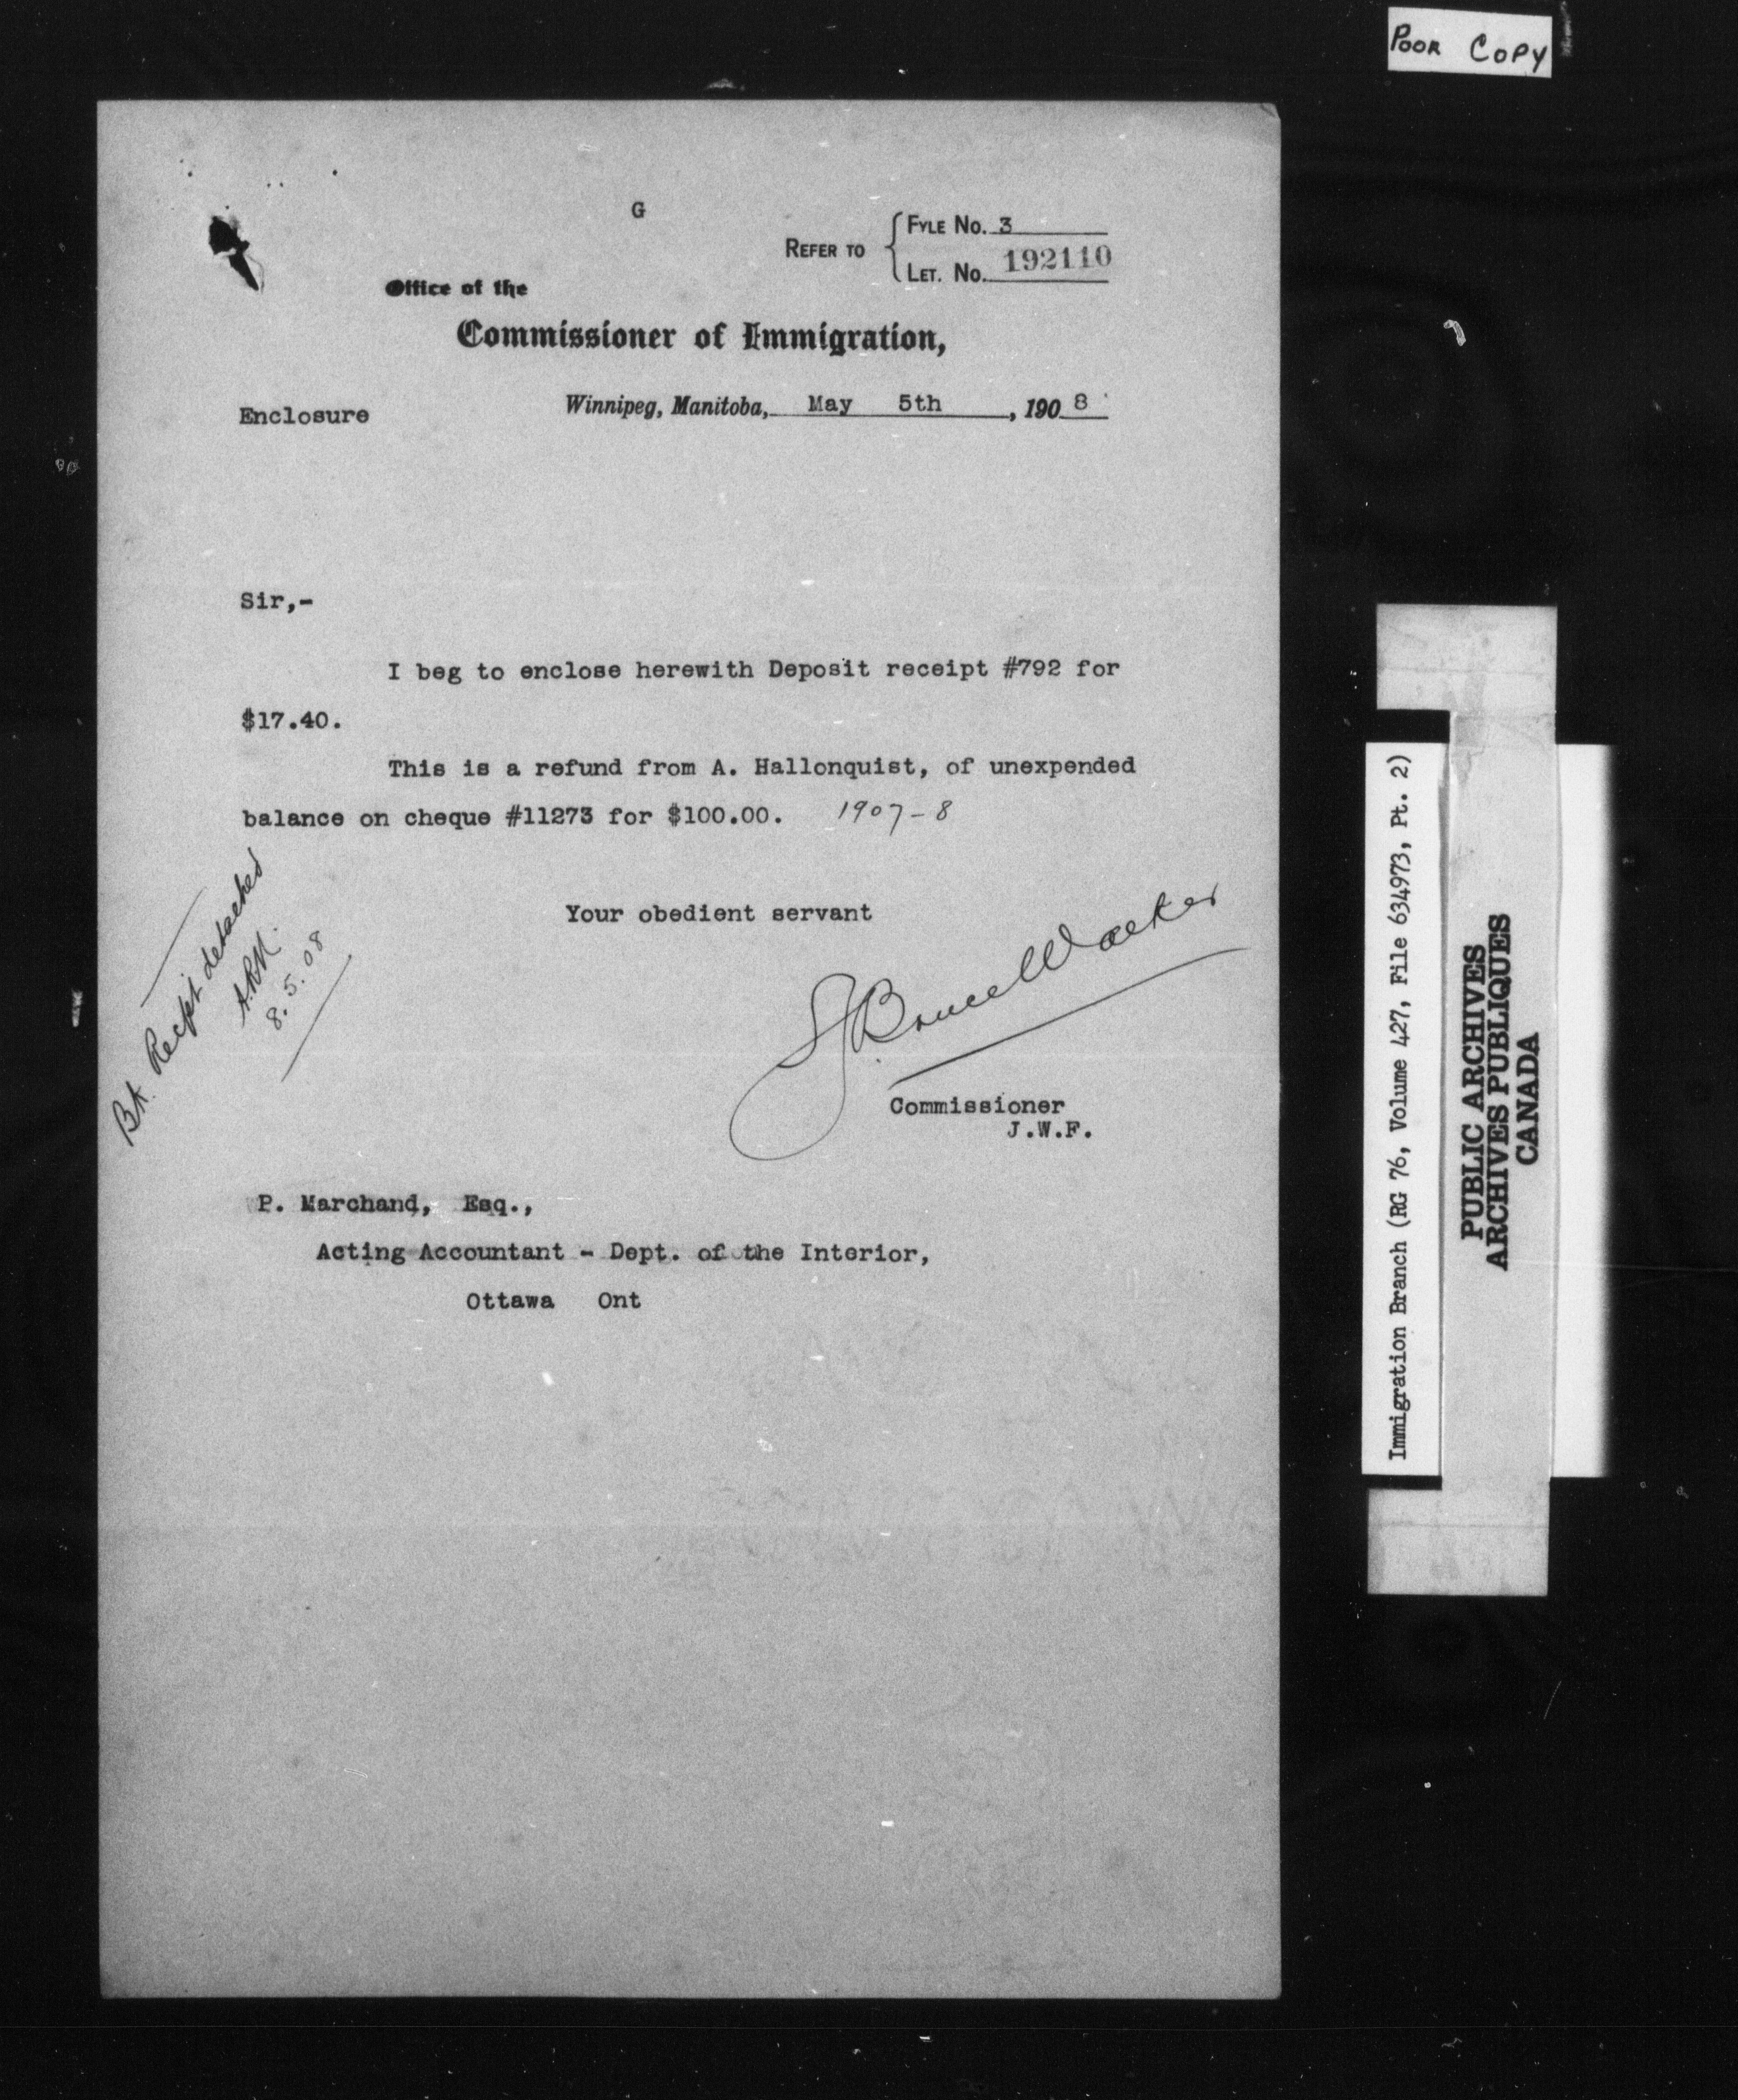 POOR COPY
G
REFER TO
FYLE No. 3
LET. No. 192110
Office of the
Commissioner of Immigration,
Enclosure
Winnipeg, Manitoba, May 5th, 1908
Sir,-
I beg to enclose herewith Deposit receipt #792 for
$17.40.
This is a refund from A. Hallonquist, of unexpended
balance on cheque #11273 for $100.00. 1907-8
Bk. Recpt detached
8.5.08
Your obedient servant
J Bruce Walker
Commissioner
J.W.F.
P. Marchand, Esq.,
Acting Accountant - Dept. of the Interior,
Ottawa Ont
Immigration Branch (RG 76, Volume 427, File 634973, Pt. 2)
PUBLIC ARCHIVES
ARCHIVES PUBLIQUES
CANADA